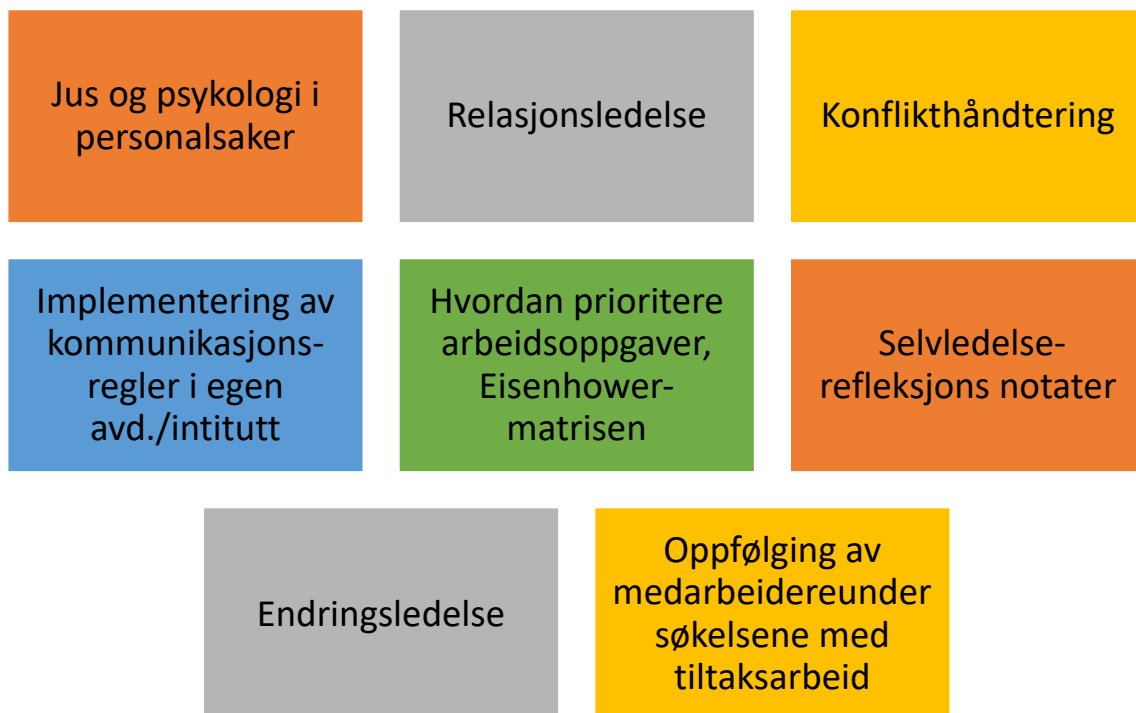 Jus og psykologi i
personalsaker
Relasjonsledelse
Konflikthåndtering
Implementering av
kommunikasjons-
regler i egen
avd./intitutt
Hvordan prioritere
arbeidsoppgaver,
Eisenhower-
matrisen
Selvledelse-
refleksjons notater
Endringsledelse
Oppfølging av
medarbeidereunder
søkelsene med
tiltaksarbeid